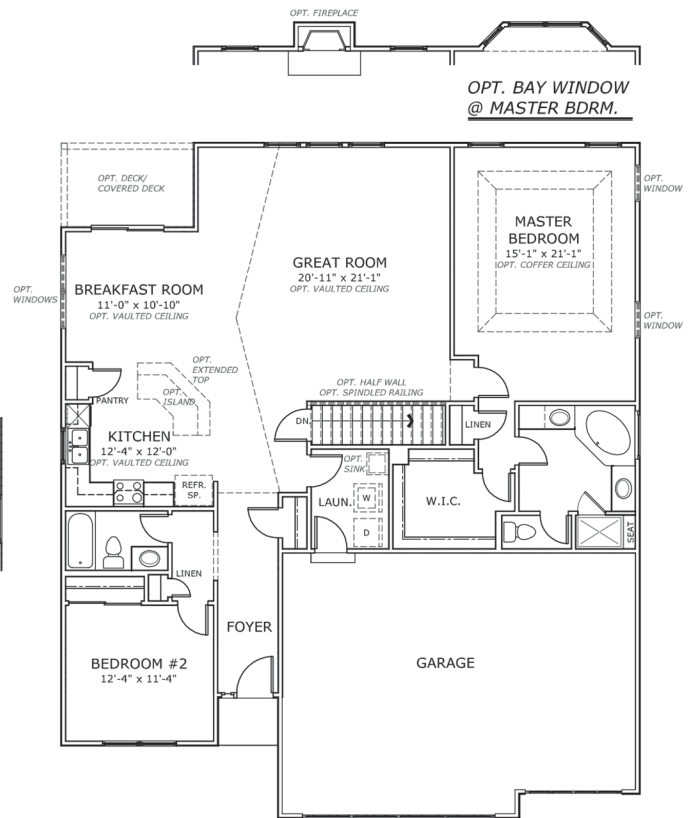 OPT. FIREPLACE
OPT. BAY WINDOW
@ MASTER BDRM.
OPT. DECK/
COVERED DECK
OPT.
WINDOW
MASTER
BEDROOM
15'-1" x 21'-1"
OPT. COFFER CEILING
GREAT ROOM
20'-11" x 21'-1"
OPT. VAULTED CEILING
OPT.
WINDOWS
BREAKFAST ROOM
11'-0" x 10'-10"
OPT. VAULTED CEILING
OPT.
WINDOW
OPT.
EXTENDED
TOP
OPT.
ISLAND
PANTRY
OPT. HALF WALL
OPT. SPINDLED RAILING
DN.
LINEN
KITCHEN
12'-4" x 12'-0"
OPT. VAULTED CEILING
REFR.
SP.
OPT.
SINK
LAUN.
W
D
W.I.C.
SEAT
LINEN
FOYER
BEDROOM #2
12'-4" x 11'-4"
GARAGE